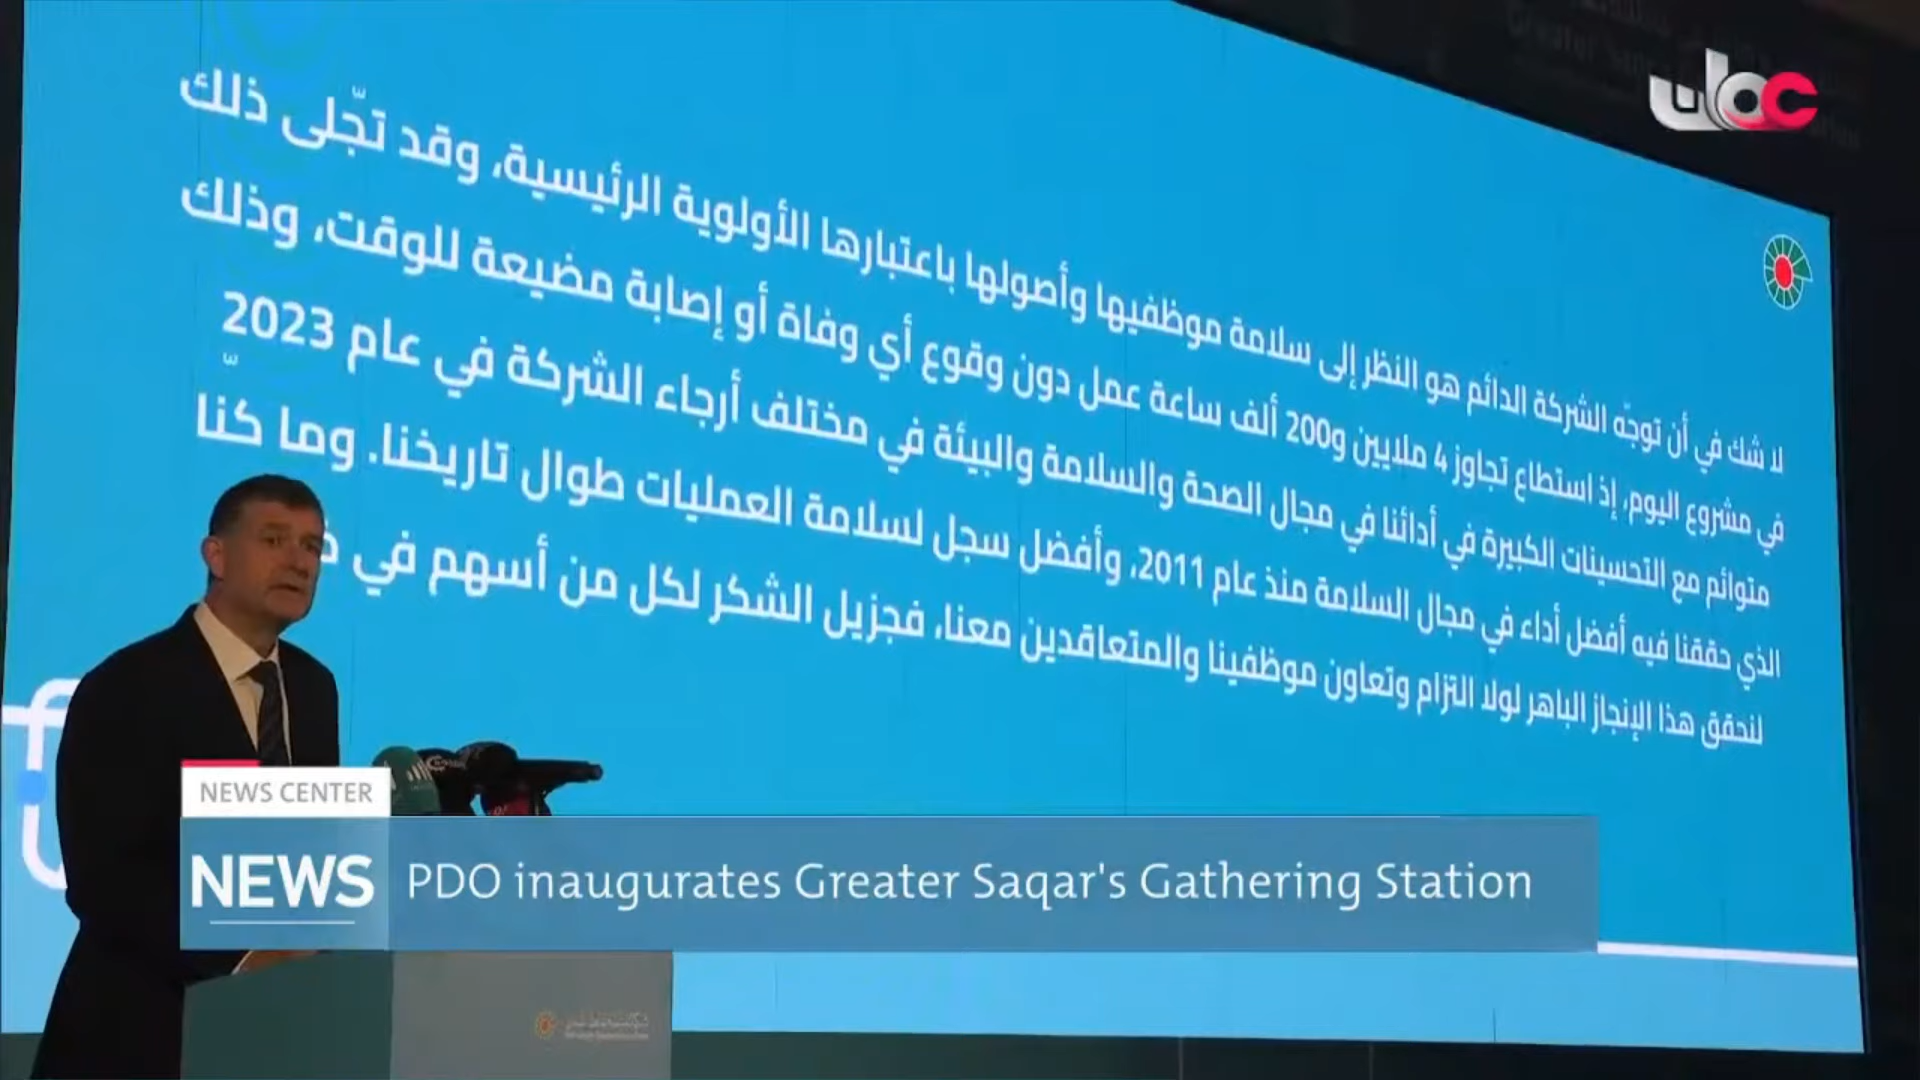 عمان
لا شك في أن توجّه الشركة الدائم هو النظر إلى سلامة موظفيها وأصولها باعتبارها الأولوية الرئيسية، وقد تجّلى ذلك
في مشروع اليوم، إذ استطاع تجاوز 4 ملايين و200 ألف ساعة عمل دون وقوع أي وفاة أو إصابة مضيعة للوقت، وذلك
متوائم مع التحسينات الكبيرة في أدائنا في مجال الصحة والسلامة والبيئة في مختلف أرجاء الشركة في عام 2023
الذي حققنا فيه أفضل أداء في مجال السلامة منذ عام 2011، وأفضل سجل لسلامة العمليات طوال تاريخنا. وما كنّا
لنحقق هذا الإنجاز الباهر لولا التزام وتعاون موظفينا والمتعاقدين معنا، فجزيل الشكر لكل من أسهم في
NEWS CENTER
NEWS
PDO inaugurates Greater Saqar's Gathering Station